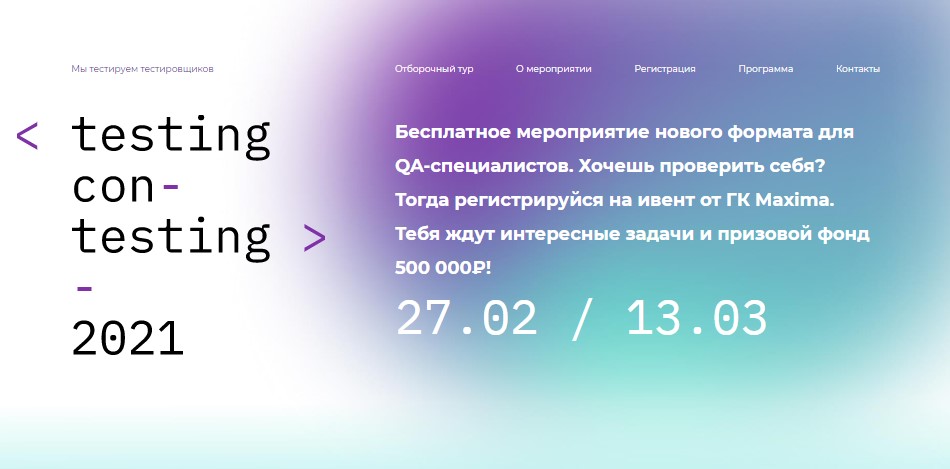 Мы тестируем тестировщиков
Отборочный тур
О мероприятии
Регистрация
Программа
Контакты
< testing
con-
testing >
-
2021
Бесплатное мероприятие нового формата для
QA-специалистов. Хочешь проверить себя?
Тогда регистрируйся на ивент от ГК Maxima.
Тебя ждут интересные задачи и призовой фонд
500 000₽!
27.02 / 13.03